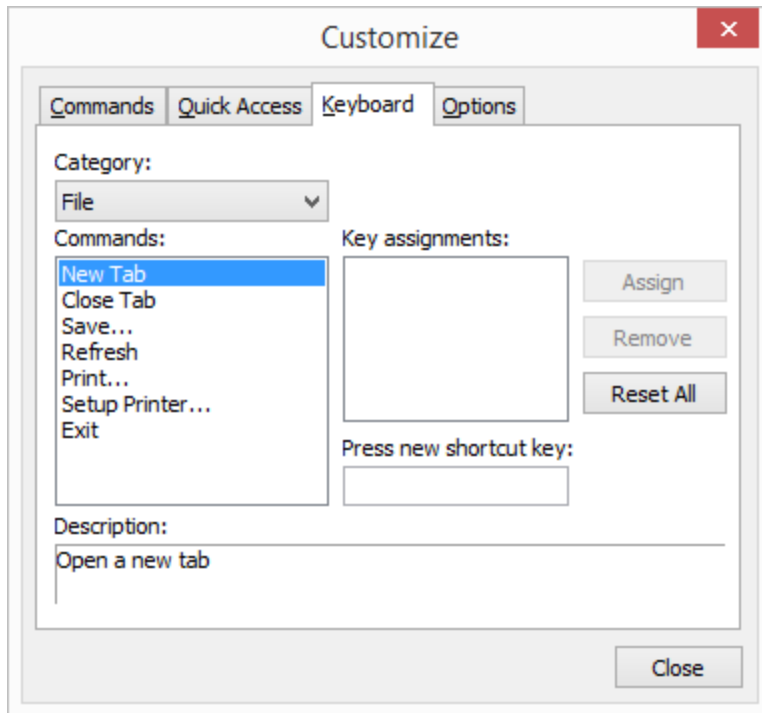 Customize
Commands Quick Access Keyboard Options
Category:
File
Commands: Key assignments:
New Tab
Close Tab
Save...
Refresh
Print...
Setup Printer...
Exit
Assign
Remove
Reset All
Press new shortcut key:
Description:
Open a new tab
Close